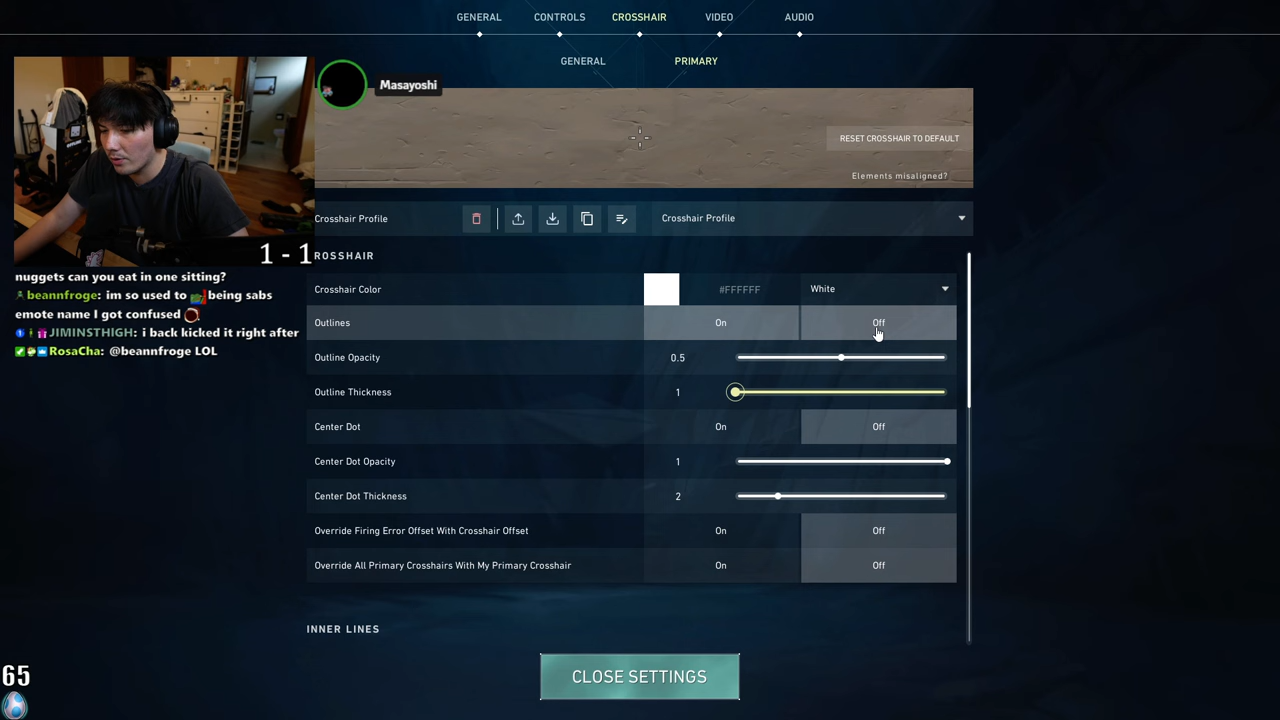 GENERAL CONTROLS CROSSHAIR VIDEO AUDIO
GENERAL PRIMARY
Masayoshi
RESET CROSSHAIR TO DEFAULT
Elements misaligned?
Crosshair Profile Crosshair Profile
1 - 1
ROSSHAIR
nuggets can you eat in one sitting?
beannfroge: im so used to being sabs
emote name I got confused
JIMINSTHIGH: i back kicked it right after
RosaCha: @beannfroge LOL
Crosshair Color #FFFFFF White
Outlines On Off
Outline Opacity 0.5
Outline Thickness 1
Center Dot On Off
Center Dot Opacity 1
Center Dot Thickness 2
Override Firing Error Offset With Crosshair Offset On Off
Override All Primary Crosshairs With My Primary Crosshair On Off
INNER LINES
CLOSE SETTINGS
65